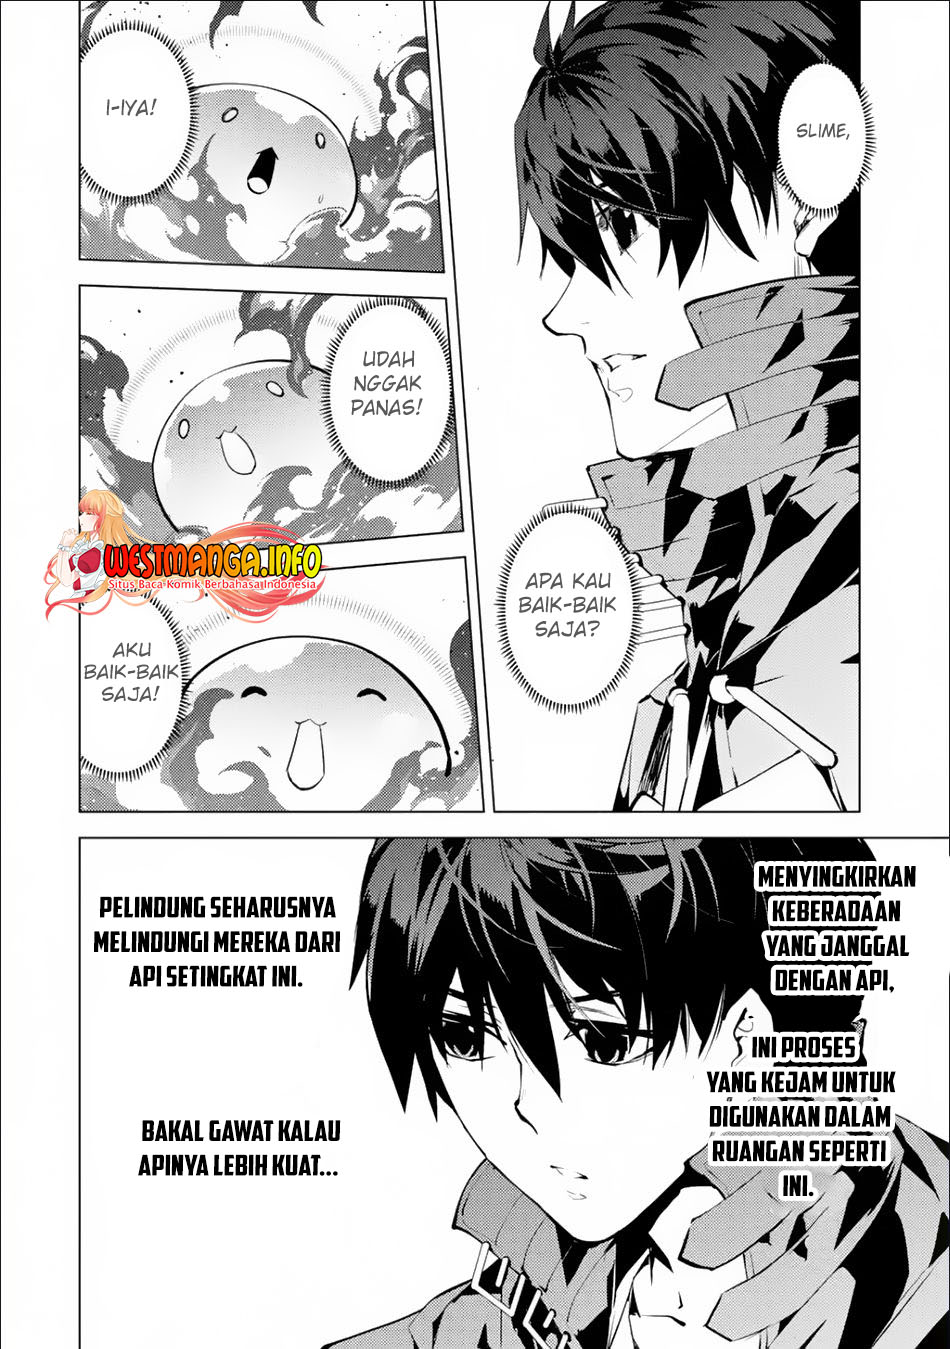 SLIME,
APA KAU
BAIK-BAIK
SAJA?
I-IYA!
UDAH
NGGAK
PANAS!
WESTMANGA.INFO
Situs Baca Komik Berbahasa Indonesia
AKU
BAIK-BAIK
SAJA!
MENYINGKIRKAN
KEBERADAAN
YANG JANGGAL
DENGAN API,
INI PROSES
YANG KEJAM UNTUK
DIGUNAKAN DALAM
RUANGAN SEPERTI
INI.
PELINDUNG SEHARUSNYA
MELINDUNGI MEREKA DARI
API SETINGKAT INI.
BAKAL GAWAT KALAU
APINYA LEBIH KUAT...